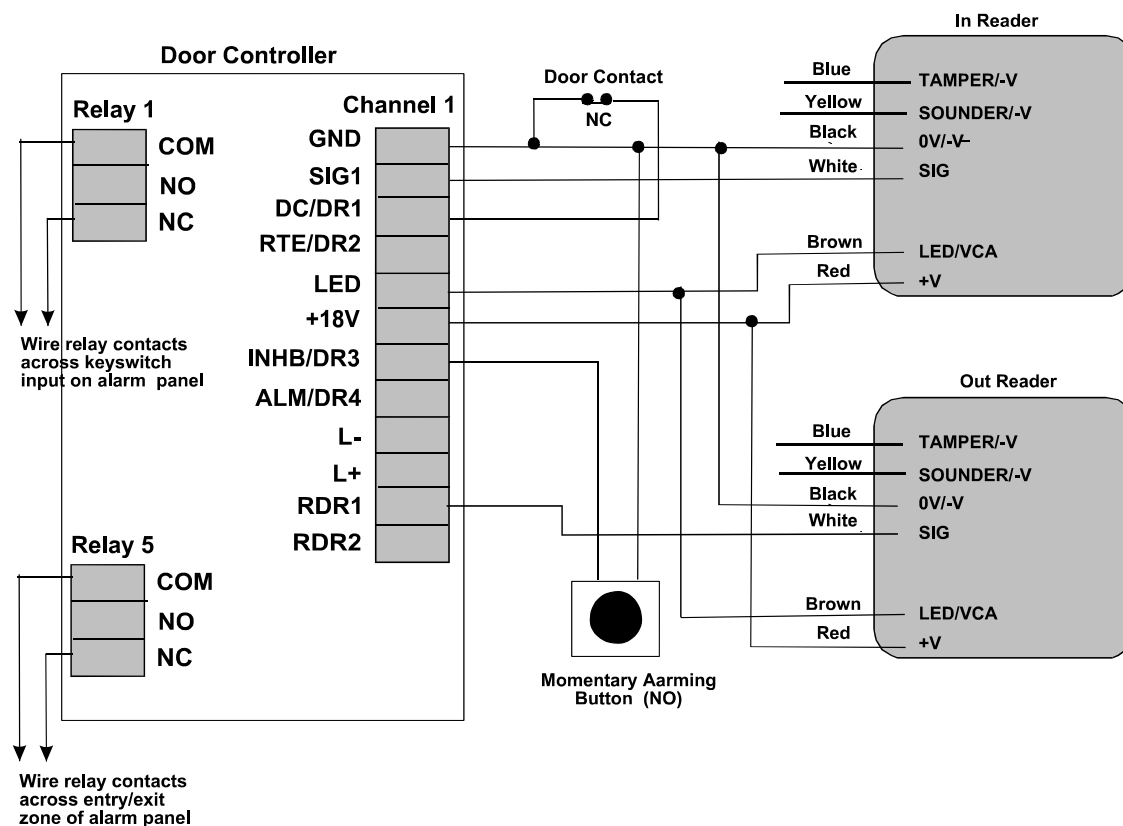 In Reader
Door Controller
Relay 1
COM
NO
NC
Wire relay contacts
across keyswitch
input on alarm panel
Relay 5
COM
NO
NC
Wire relay contacts
across entry/exit
zone of alarm panel
Channel 1
GND
SIG1
DC/DR1
RTE/DR2
LED
+18V
INHB/DR3
ALM/DR4
L-
L+
RDR1
RDR2
Door Contact
NC
Momentary Aarming
Button (NO)
Blue TAMPER/-V
Yellow SOUNDER/-V
Black 0V/-V
White SIG
Brown LED/VCA
Red +V
Out Reader
Blue TAMPER/-V
Yellow SOUNDER/-V
Black 0V/-V
White SIG
Brown LED/VCA
Red +V